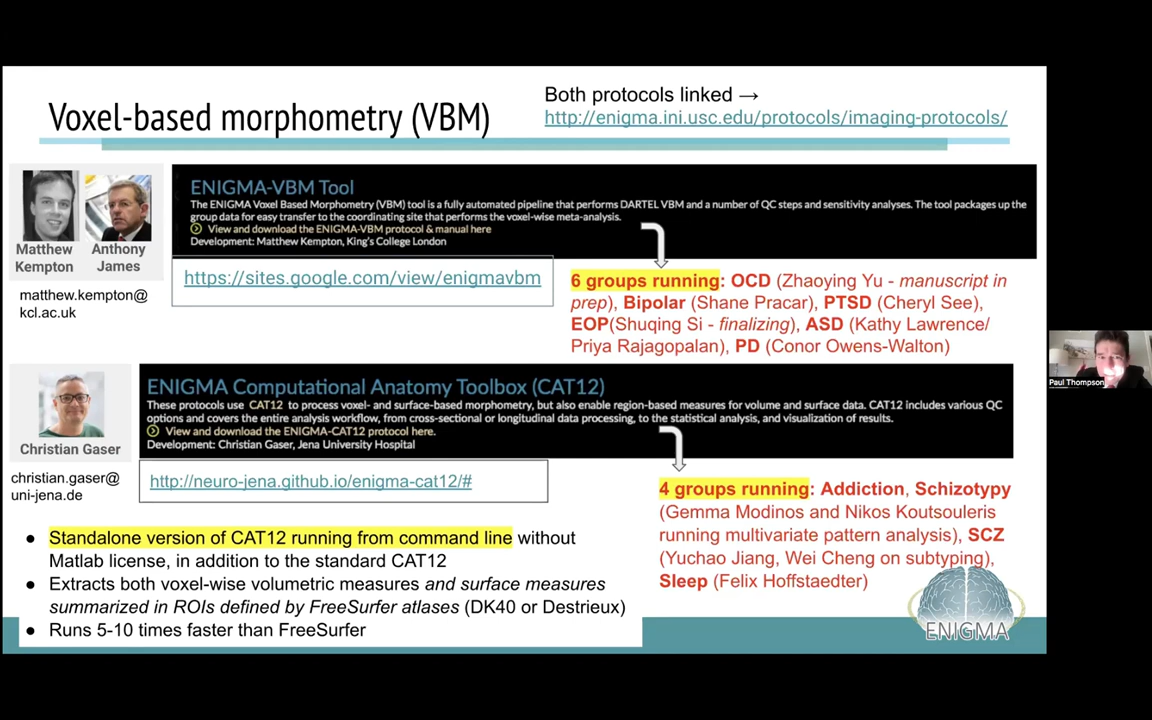 Voxel-based morphometry (VBM)
Both protocols linked →
http://enigma.ini.usc.edu/protocols/imaging-protocols/
Matthew
Kempton
Anthony
James
matthew.kempton@
kcl.ac.uk
ENIGMA-VBM Tool
The ENIGMA Voxel Based Morphometry (VBM) tool is a fully automated pipeline that performs DARTEL VBM and a number of QC steps and sensitivity analyses. The tool packages up the
group data for easy transfer to the coordinating site that performs the voxel-wise meta-analysis.
View and download the ENIGMA-VBM protocol & manual here
Development: Matthew Kempton, King's College London
https://sites.google.com/view/enigmavbm
6 groups running: OCD (Zhaoying Yu - manuscript in
prep), Bipolar (Shane Pracar), PTSD (Cheryl See),
EOP(Shuqing Si - finalizing), ASD (Kathy Lawrence/
Priya Rajagopalan), PD (Conor Owens-Walton)
Paul Thompson
Christian Gaser
christian.gaser@
uni-jena.de
ENIGMA Computational Anatomy Toolbox (CAT12)
These protocols use CAT12 to process voxel- and surface-based morphometry, but also enable region-based measures for volume and surface data. CAT12 includes various QC
options and covers the entire analysis workflow, from cross-sectional or longitudinal data processing, to the statistical analysis, and visualization of results.
View and download the ENIGMA-CAT12 protocol here.
Development: Christian Gaser, Jena University Hospital
http://neuro-jena.github.io/enigma-cat12/#
4 groups running: Addiction, Schizotypy
(Gemma Modinos and Nikos Koutsouleris
running multivariate pattern analysis), SCZ
(Yuchao Jiang, Wei Cheng on subtyping),
Sleep (Felix Hoffstaedter)
● Standalone version of CAT12 running from command line without
Matlab license, in addition to the standard CAT12
● Extracts both voxel-wise volumetric measures and surface measures
summarized in ROIs defined by FreeSurfer atlases (DK40 or Destrieux)
● Runs 5-10 times faster than FreeSurfer
ENIGMA